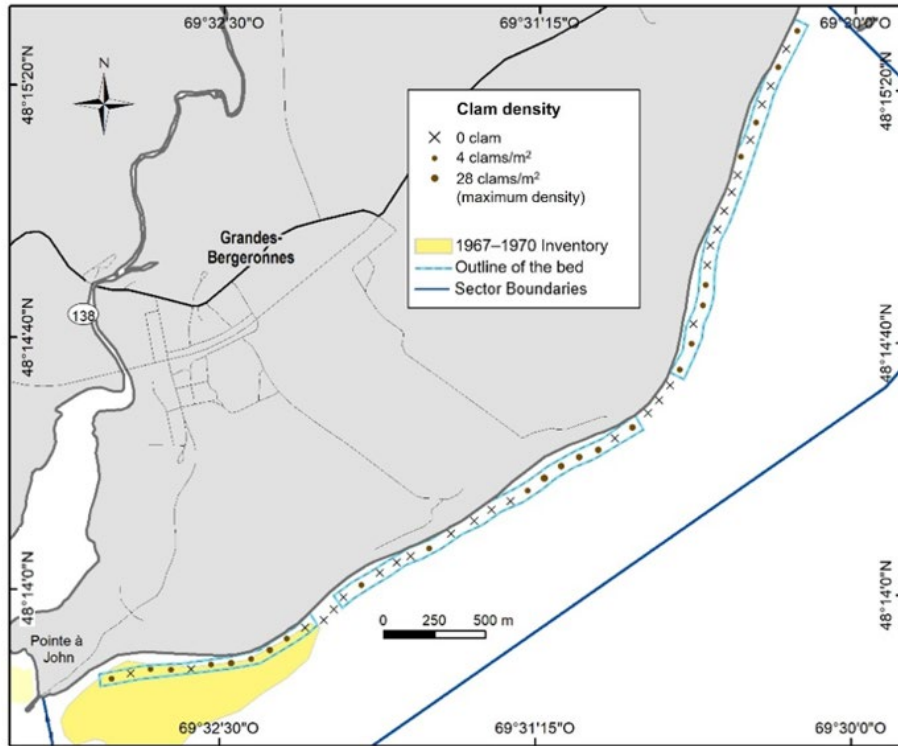 69°32'30"O
69°31'15"O
69°30'0"O
N
48°15'20"N
48°15'20"N
Clam density
0 clam
4 clams/m²
28 clams/m²
(maximum density)
1967–1970 Inventory
Outline of the bed
Sector Boundaries
Grandes-
Bergeronnes
138
48°14'40"N
48°14'40"N
48°14'0"N
48°14'0"N
0 250 500 m
Pointe à
John
69°32'30"O
69°31'15"O
69°30'0"O